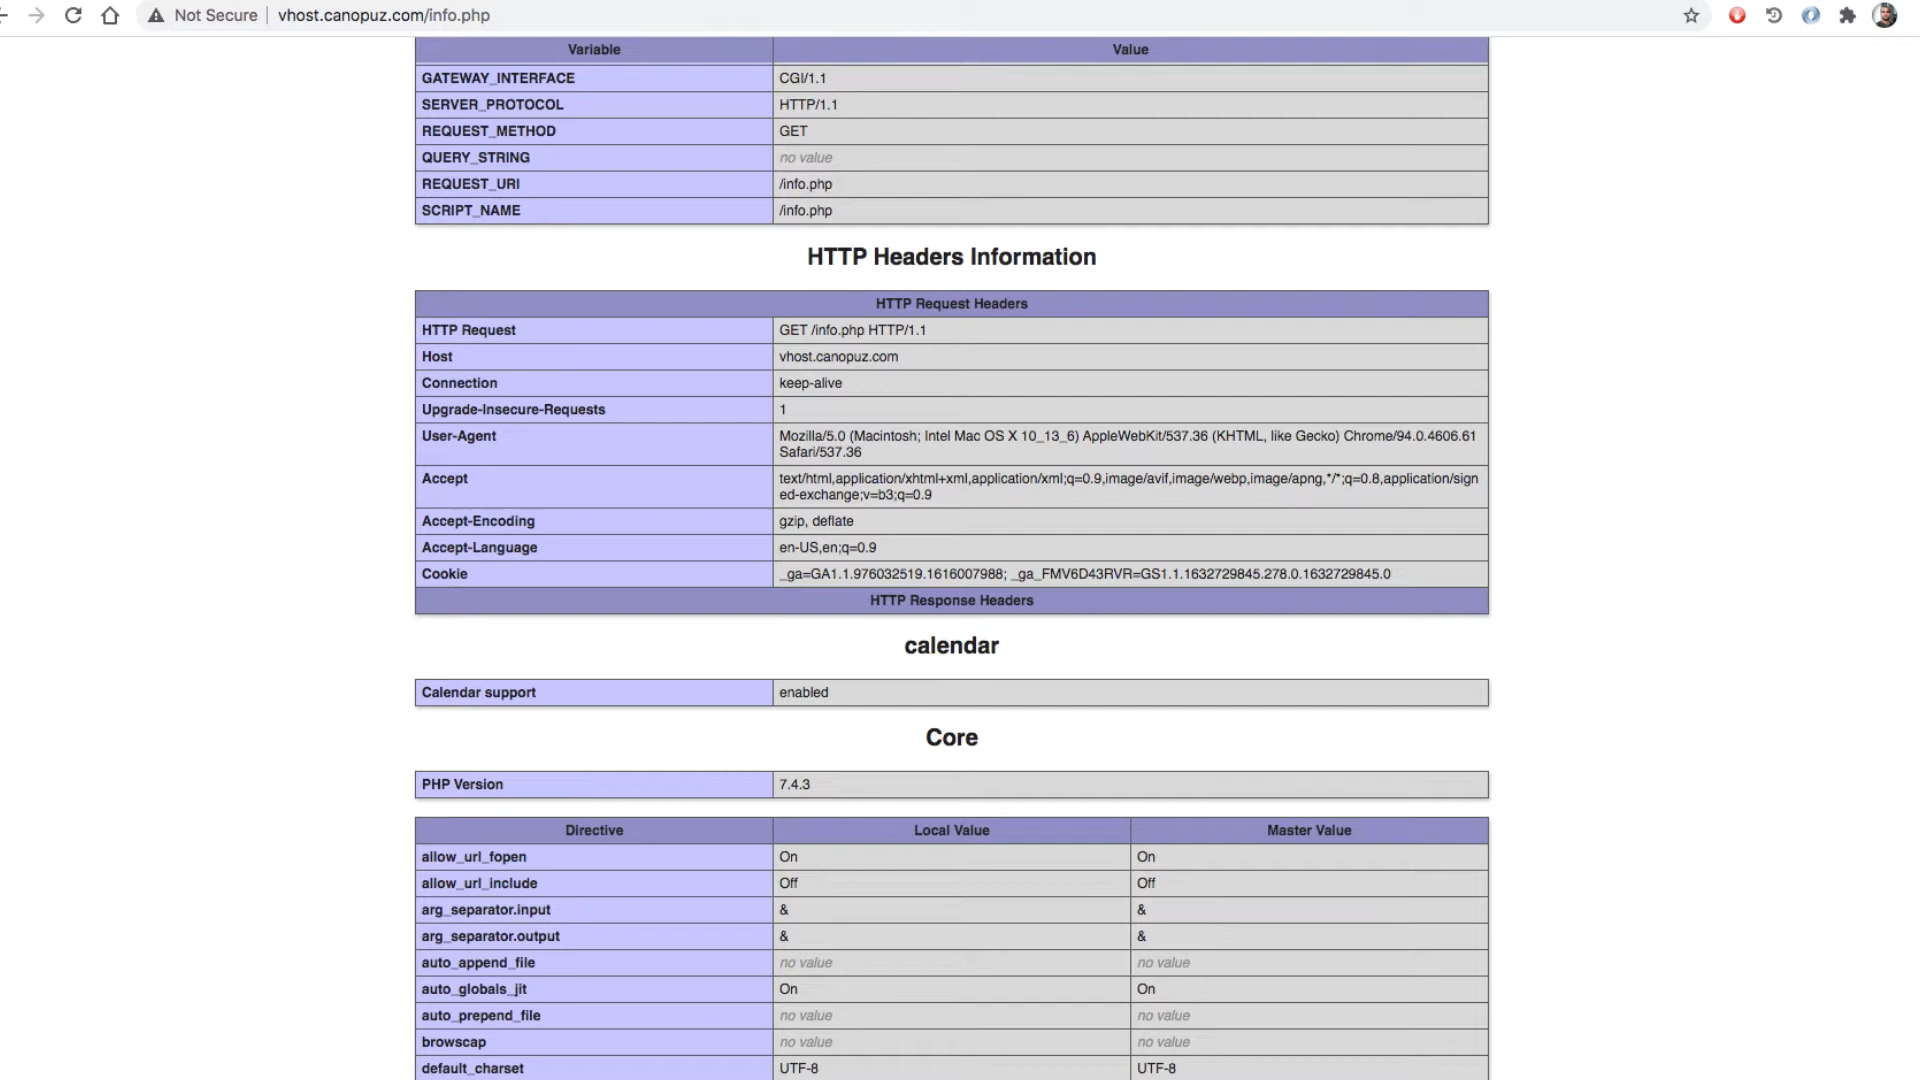 Not Secure vhost.canopuz.com/info.php
Variable Value
GATEWAY_INTERFACE CGI/1.1
SERVER_PROTOCOL HTTP/1.1
REQUEST_METHOD GET
QUERY_STRING no value
REQUEST_URI /info.php
SCRIPT_NAME /info.php
HTTP Headers Information
HTTP Request Headers
HTTP Request GET /info.php HTTP/1.1
Host vhost.canopuz.com
Connection keep-alive
Upgrade-Insecure-Requests 1
User-Agent Mozilla/5.0 (Macintosh; Intel Mac OS X 10_13_6) AppleWebKit/537.36 (KHTML, like Gecko) Chrome/94.0.4606.61
Safari/537.36
Accept text/html,application/xhtml+xml,application/xml;q=0.9,image/avif,image/webp,image/apng,*/*;q=0.8,application/sign
ed-exchange;v=b3;q=0.9
Accept-Encoding gzip, deflate
Accept-Language en-US,en;q=0.9
Cookie _ga=GA1.1.976032519.1616007988; _ga_FMV6D43RVR=GS1.1.1632729845.278.0.1632729845.0
HTTP Response Headers
calendar
Calendar support enabled
Core
PHP Version 7.4.3
Directive Local Value Master Value
allow_url_fopen On On
allow_url_include Off Off
arg_separator.input & &
arg_separator.output & &
auto_append_file no value no value
auto_globals_jit On On
auto_prepend_file no value no value
browscap no value no value
default_charset UTF-8 UTF-8